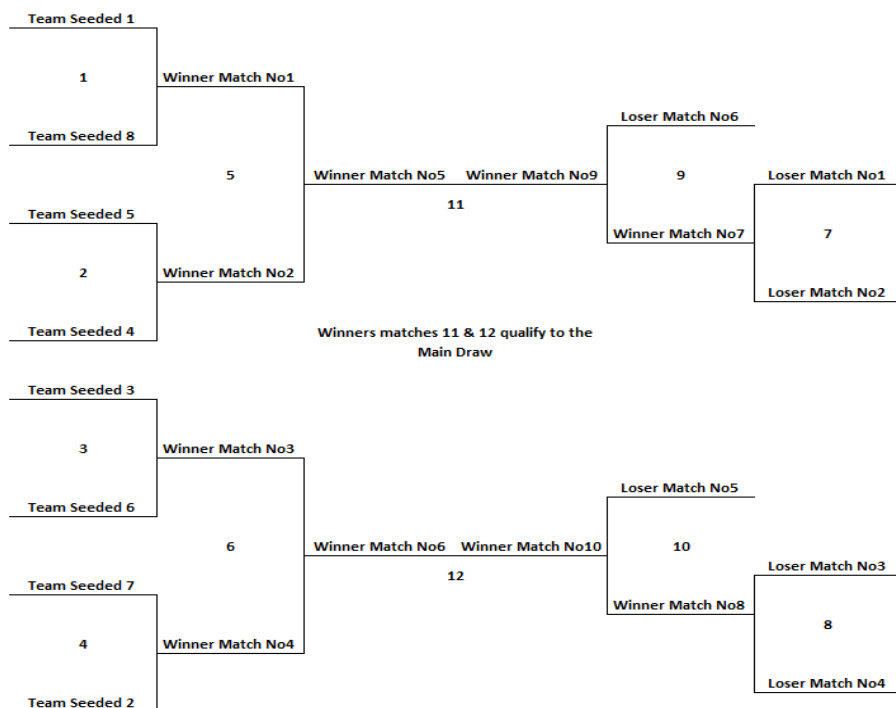 Team Seeded 1
1
Winner Match No1
Team Seeded 8
5
Team Seeded 5
2
Winner Match No2
Team Seeded 4
Winner Match No5
Winner Match No9
11
Loser Match No6
9
Winner Match No7
Loser Match No1
7
Loser Match No2
Winners matches 11 & 12 qualify to the
Main Draw
Team Seeded 3
3
Winner Match No3
Team Seeded 6
6
Team Seeded 7
4
Winner Match No4
Team Seeded 2
Winner Match No6
Winner Match No10
12
Loser Match No5
10
Winner Match No8
Loser Match No3
8
Loser Match No4